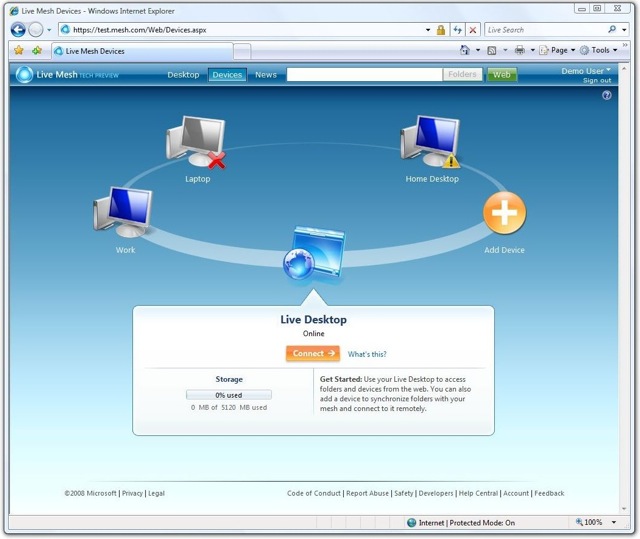 Live Mesh Devices - Windows Internet Explorer
https://test.mesh.com/Web/Devices.aspx
Live Search
Live Mesh Devices
Page
Tools
Live Mesh TECH PREVIEW
Desktop
Devices
News
Folders
Web
Demo User
Sign out
Laptop
Home Desktop
Work
Add Device
Live Desktop
Online
Connect
What's this?
Storage
0% used
0 MB of 5120 MB used
Get Started: Use your Live Desktop to access
folders and devices from the web. You can also
add a device to synchronize folders with your
mesh and connect to it remotely.
©2008 Microsoft | Privacy | Legal
Code of Conduct | Report Abuse | Safety | Developers | Help Central | Account | Feedback
Internet | Protected Mode: On
100%